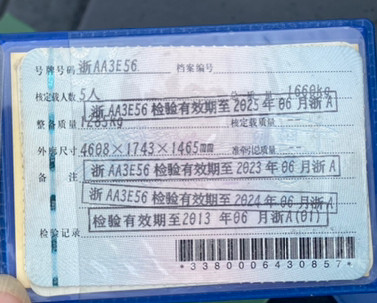 号牌号码 浙AA3E56 档案编号
核定载人数 5人 总质量 1660kg
浙AA3E56 检验有效期至2025年06月浙A
整备质量 1205kg 核定载质量 --
外廓尺寸 4608×1743×1465mm 准牵引总质量 --
浙AA3E56 检验有效期至2023年06月浙A
备注
浙AA3E56 检验有效期至2024年06月浙A
检验有效期至2013年06月浙A(01)
检验记录
*3380006430857*